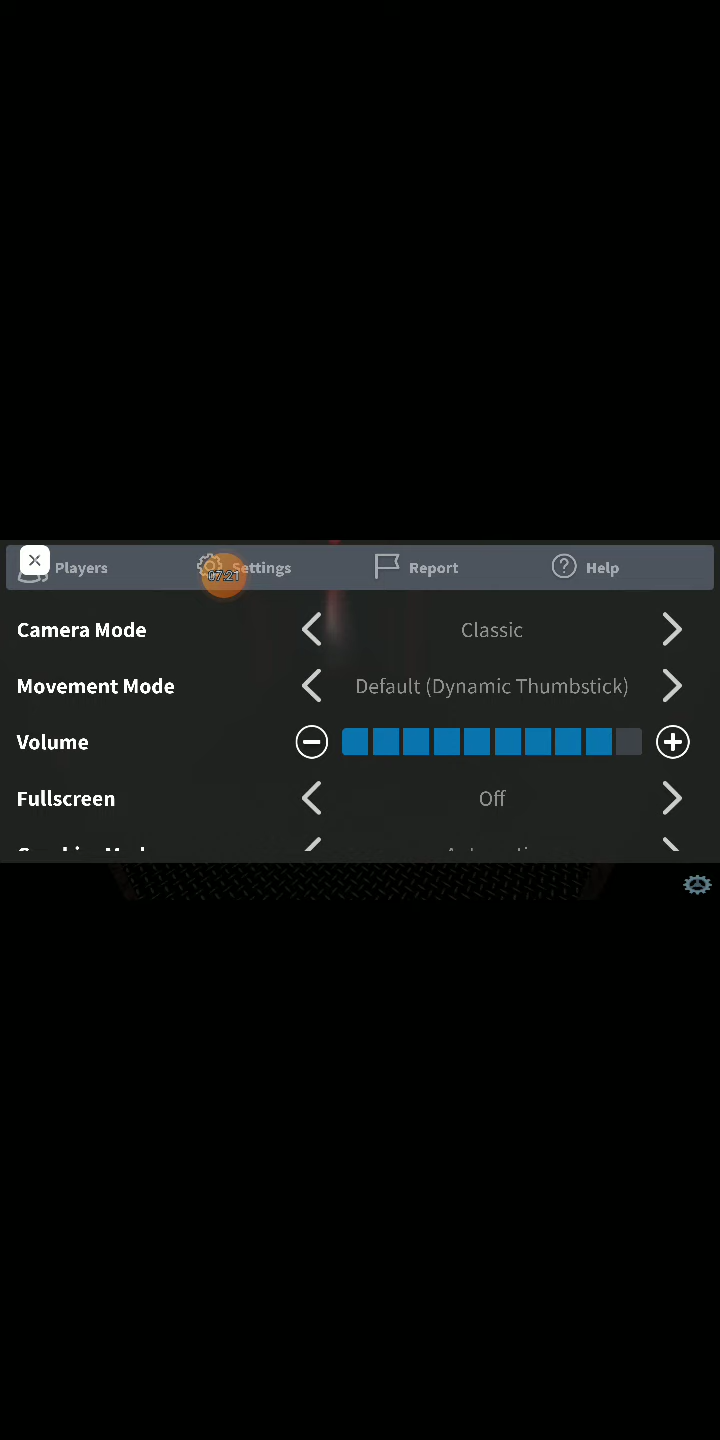 Players
07:21
Settings
Report
Help
Camera Mode
Classic
Movement Mode
Default (Dynamic Thumbstick)
Volume
Fullscreen
Off